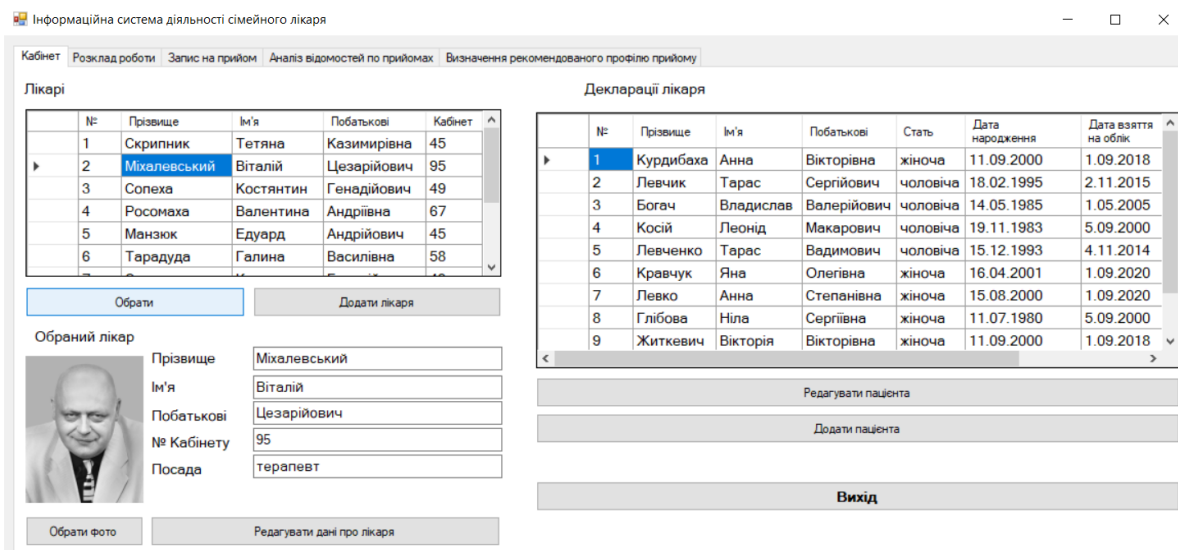 Інформаційна система діяльності сімейного лікаря
Кабінет Розклад роботи Запис на прийом Аналіз відомостей по прийомах Визначення рекомендованого профілю прийому
Лікарі
№ Прізвище Ім'я Побатькові Кабінет
1 Скрипник Тетяна Казимирівна 45
2 Міхалевський Віталій Цезарійович 95
3 Сопеха Костянтин Генадійович 49
4 Росомаха Валентина Андріївна 67
5 Манзюк Едуард Андрійович 45
6 Тарадуда Галина Василівна 58
Обрати Додати лікаря
Обраний лікар
Прізвище Міхалевський
Ім'я Віталій
Побатькові Цезарійович
№ Кабінету 95
Посада терапевт
Обрати фото Редагувати дані про лікаря
Декларації лікаря
№ Прізвище Ім'я Побатькові Стать Дата народження Дата взяття на облік
1 Курдибаха Анна Вікторівна жіноча 11.09.2000 1.09.2018
2 Левчик Тарас Сергійович чоловіча 18.02.1995 2.11.2015
3 Богач Владислав Валерійович чоловіча 14.05.1985 1.05.2005
4 Косій Леонід Макарович чоловіча 19.11.1983 5.09.2000
5 Левченко Тарас Вадимович чоловіча 15.12.1993 4.11.2014
6 Кравчук Яна Олегівна жіноча 16.04.2001 1.09.2020
7 Левко Анна Степанівна жіноча 15.08.2000 1.09.2020
8 Глібова Ніла Сергіївна жіноча 11.07.1980 5.09.2000
9 Житкевич Вікторія Вікторівна жіноча 11.09.2000 1.09.2018
Редагувати пацієнта
Додати пацієнта
Вихід